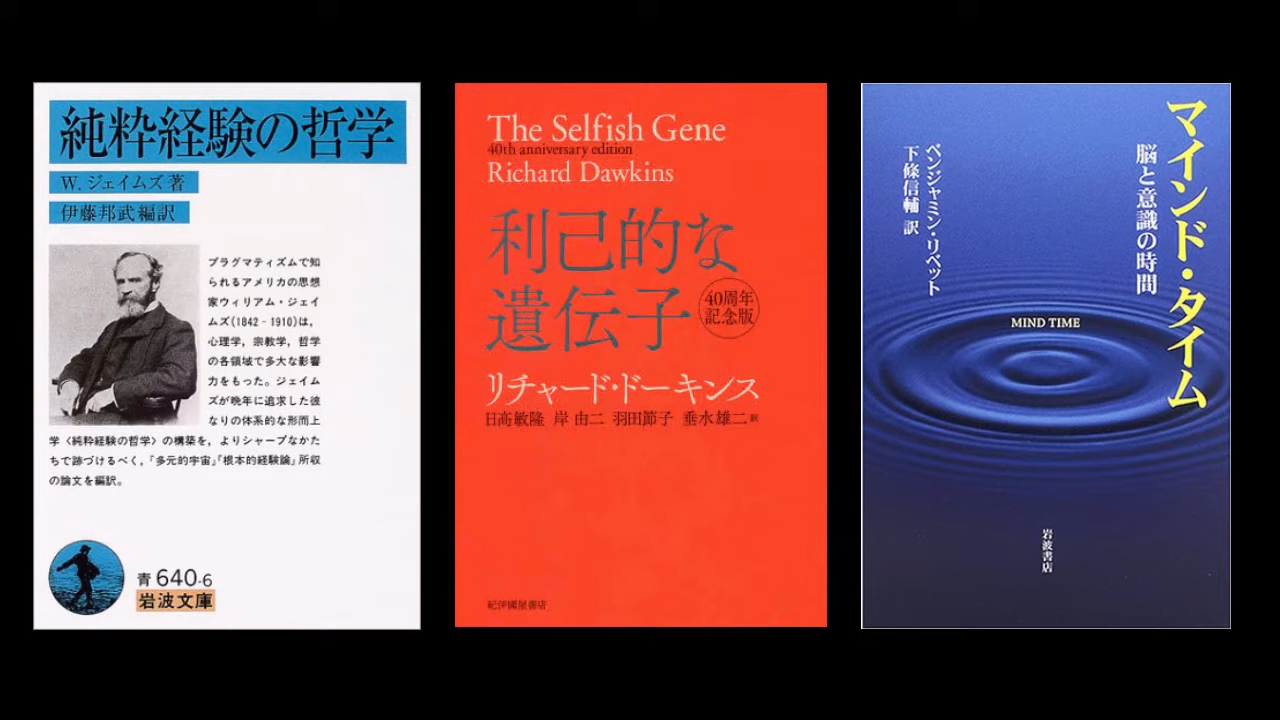 純粋経験の哲学
W. ジェイムズ 著
伊藤邦武編訳
プラグマティズムで知
られるアメリカの思想
家ウィリアム・ジェイ
ムズ(1842‐1910)は，
心理学，宗教学，哲学
の各領域で多大な影響
力をもった。ジェイム
ズが晩年に追求した彼
なりの体系的な形而上
学〈純粋経験の哲学〉の構築を，よりシャープなかた
ちで跡づけるべく，『多元的宇宙』『根本的経験論』所収
の論文を編訳。
青 640-6
岩波文庫
The Selfish Gene
40th anniversary edition
Richard Dawkins
利己的な
遺伝子
40周年
記念版
リチャード・ドーキンス
日髙敏隆 岸 由二 羽田節子 垂水雄二 訳
紀伊國屋書店
マインド・タイム
脳と意識の時間
ベンジャミン・リベット
下條信輔 訳
MIND TIME
岩波書店